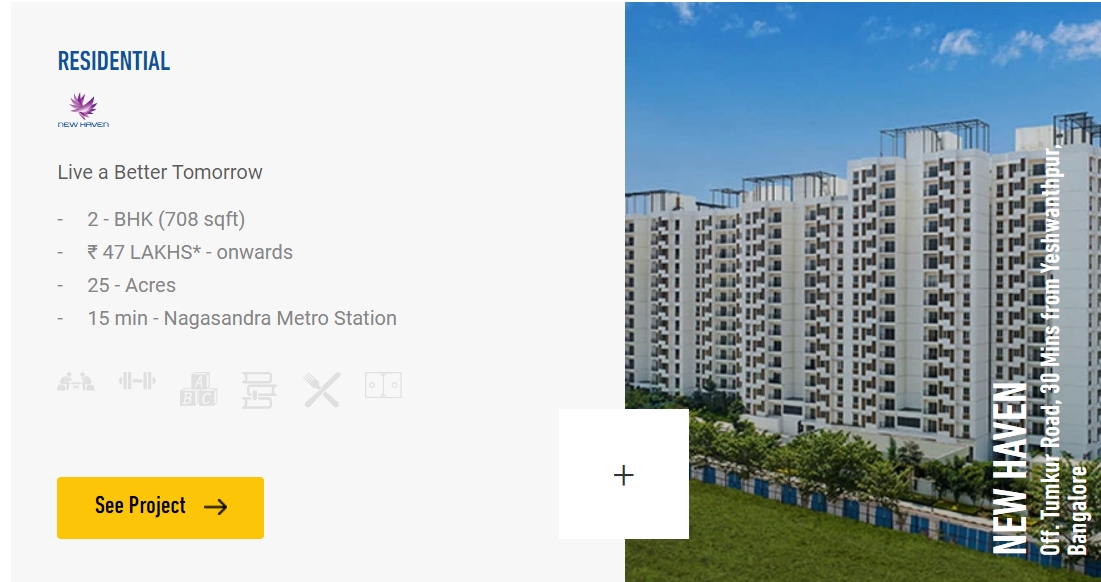 RESIDENTIAL
NEW HAVEN
Live a Better Tomorrow
- 2 - BHK (708 sqft)
- ₹ 47 LAKHS* - onwards
- 25 - Acres
- 15 min - Nagasandra Metro Station
A
B C
See Project →
+
NEW HAVEN
Off. Tumkur Road, 30 Mins from Yeshwanthpur,
Bangalore